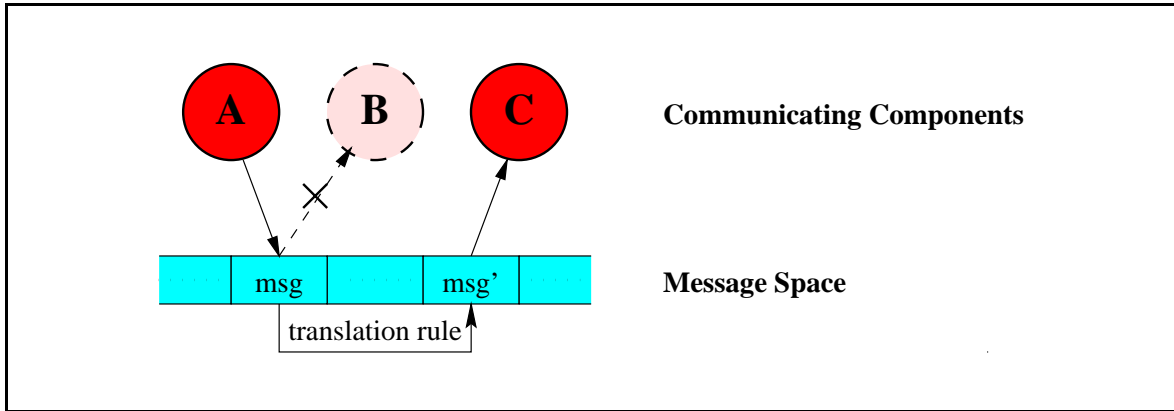 A B C Communicating Components
msg msg’ Message Space
translation rule